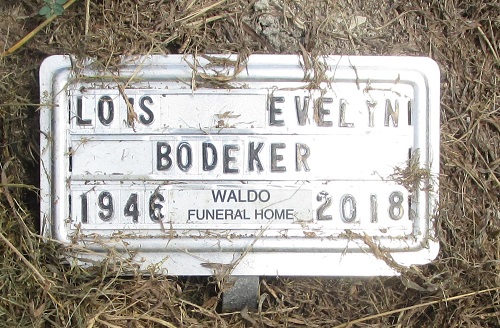 LOIS EVELYN
BODEKER
1946 WALDO FUNERAL HOME 2018